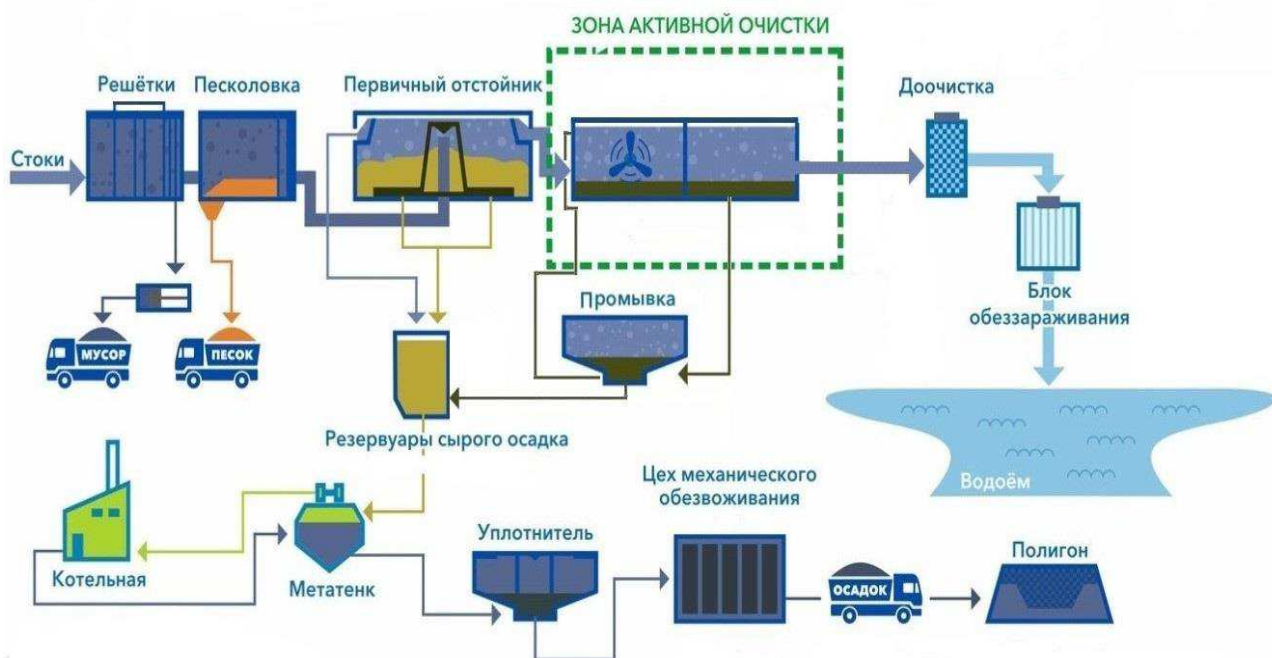 ЗОНА АКТИВНОЙ ОЧИСТКИ
Решётки
Песколовка
Первичный отстойник
Доочистка
Стоки
Промывка
Блок
обеззараживания
МУСОР
ПЕСОК
Резервуары сырого осадка
Водоём
Цех механического
обезвоживания
Уплотнитель
Полигон
Котельная
Метатенк
ОСАДОК